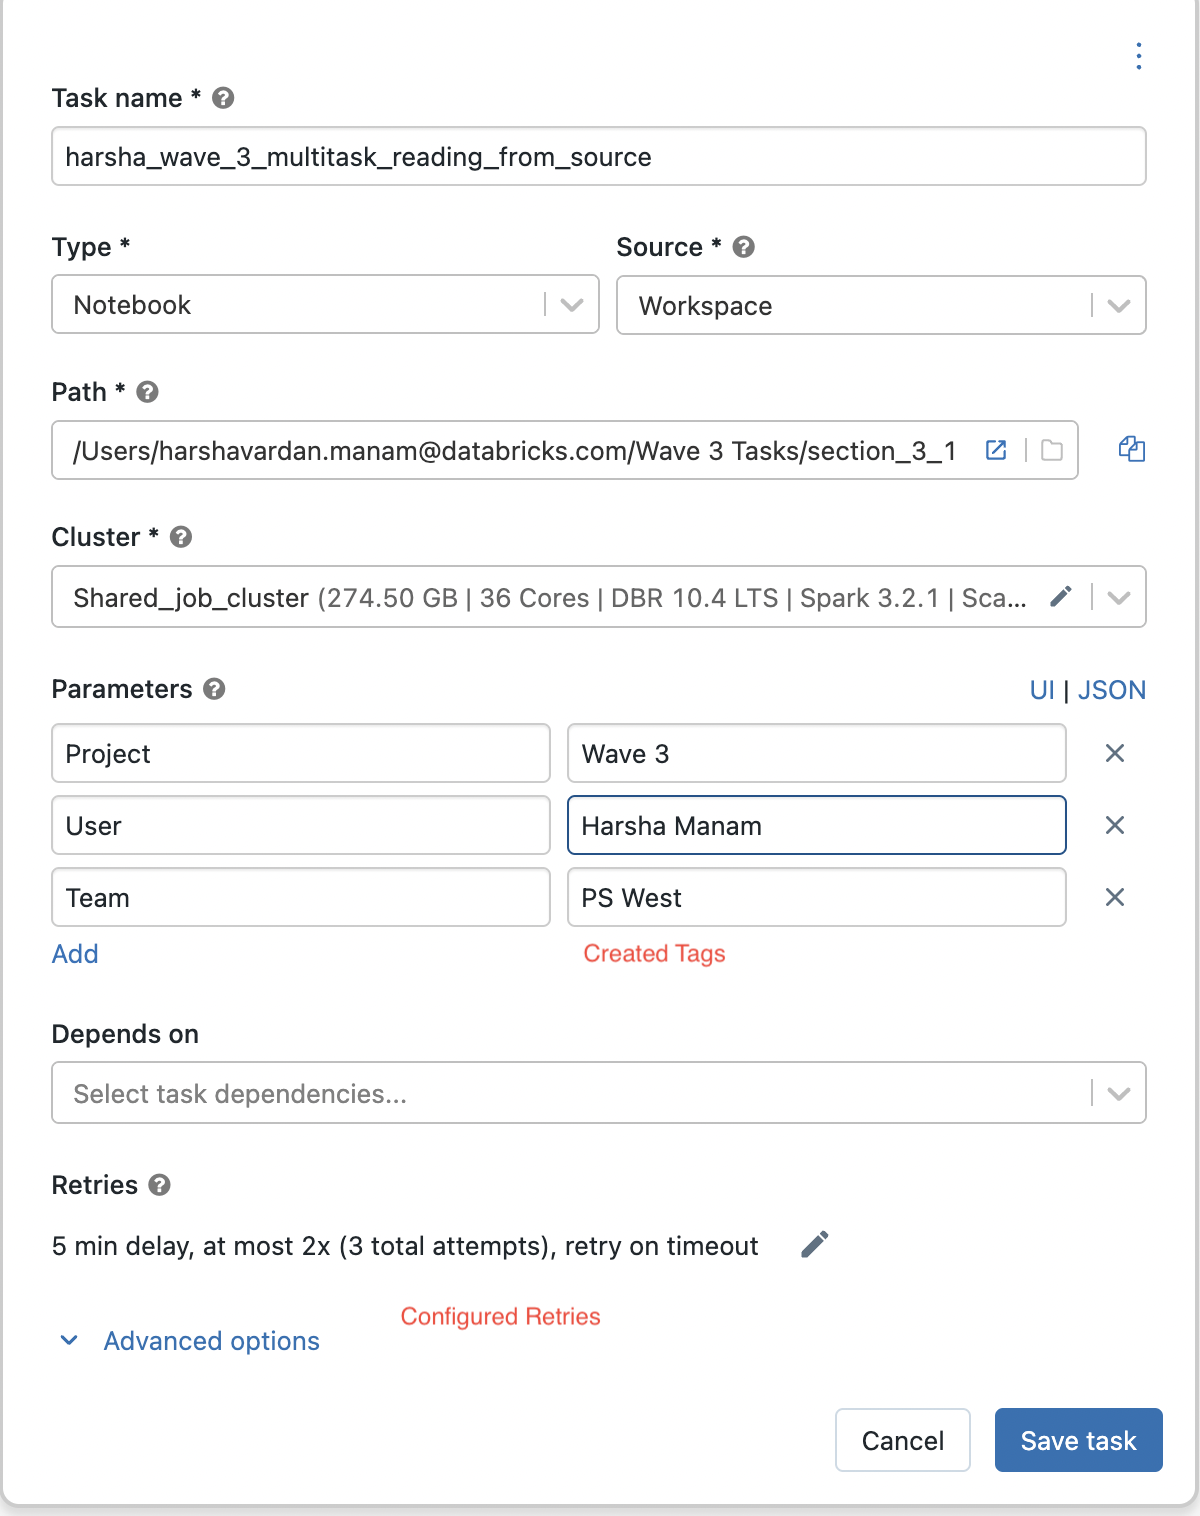 Task name *
harsha_wave_3_multitask_reading_from_source
Type * Source *
Notebook Workspace
Path *
/Users/harshavardan.manam@databricks.com/Wave 3 Tasks/section_3_1
Cluster *
Shared_job_cluster (274.50 GB | 36 Cores | DBR 10.4 LTS | Spark 3.2.1 | Sca...
Parameters UI | JSON
Project Wave 3
User Harsha Manam
Team PS West
Add Created Tags
Depends on
Select task dependencies...
Retries
5 min delay, at most 2x (3 total attempts), retry on timeout
Configured Retries
Advanced options
Cancel Save task